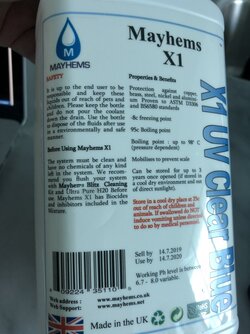 MAYHEMS
Mayhems
X1
SAFETY
It is up to the end user to be
responsible and keep these
liquids out of reach of pets and
children. Please keep the bottle
and do not pour the coolant
down the drain. Use the bottle
to dispose of the fluids after use
in a environmentally and safe
manner.
Before Using Mayhems X1
The system must be clean and
have no chemicals of any kind
left in the system. We recom-
mend you flush your system
with Mayhems Blitz Cleaning
Kit and Ultra Pure H20 Before
use. Mayhems X1 has Biocides
and inhibitors included in the
Mixture.
Properties & Benefits
Protection against copper,
brass, steel, nickel and alumin-
ium Proven to ASTM D3306
and BS6580 standards
-8c freezing point
95c Boiling point
Boiling point : up to 98° C
(pressure dependent)
Mobilises to prevent scale
Can be stored for up to 3
years once opened (if stored in
a cool dry environment and out
of direct sunlight).
Store in a cool dry place at 25c
out of reach of children and
animals. If swallowed do NOT
induce vomiting unless directed
to do so by medical personnel.
Sell by 14.7.2019
Use by 14.7.2020
Working Ph level is between
6.7 - 8.0 variable.
X1 UV Clear Blue
09224 35110
Web address : www.mayhems.co.uk
Support : www.mayhems.net
Made in the UK